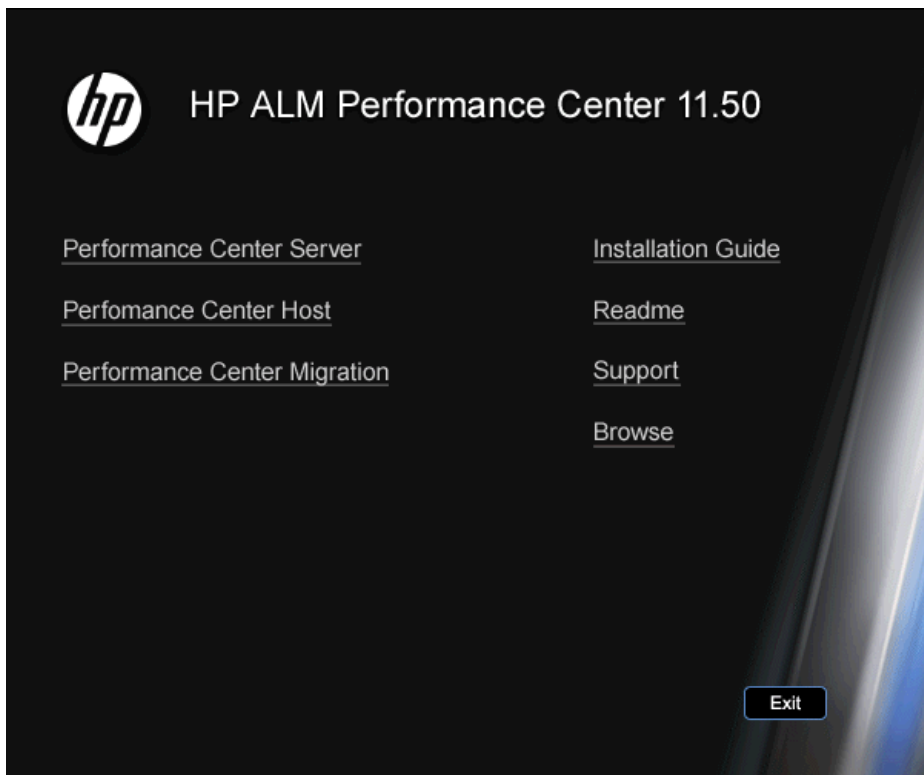 hp
HP ALM Performance Center 11.50
Performance Center Server
Perfomance Center Host
Performance Center Migration
Installation Guide
Readme
Support
Browse
Exit